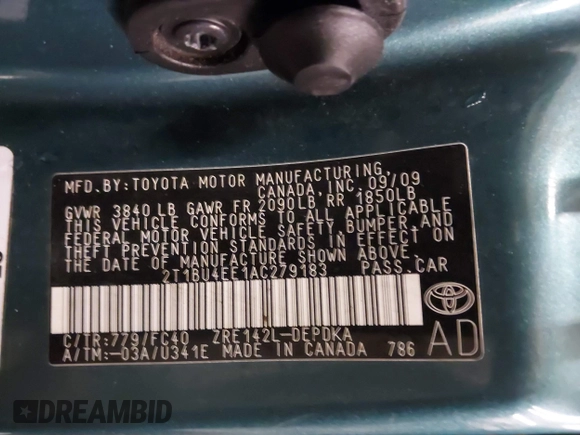 MFD.BY:TOYOTA MOTOR MANUFACTURING,
CANADA, INC. 09/09
GVWR 3840LB GAWR FR 2090LB RR 1850LB
THIS VEHICLE CONFORMS TO ALL APPLICABLE
FEDERAL MOTOR VEHICLE SAFETY, BUMPER, AND
THEFT PREVENTION STANDARDS IN EFFECT ON
THE DATE OF MANUFACTURE SHOWN ABOVE.
2T1BU4EE1AC279183 PASS.CAR
C/TR:779/FC40 ZRE142L-DEPDKA
A/TM:-03A/U341E MADE IN CANADA 786
AD
DREAMBID